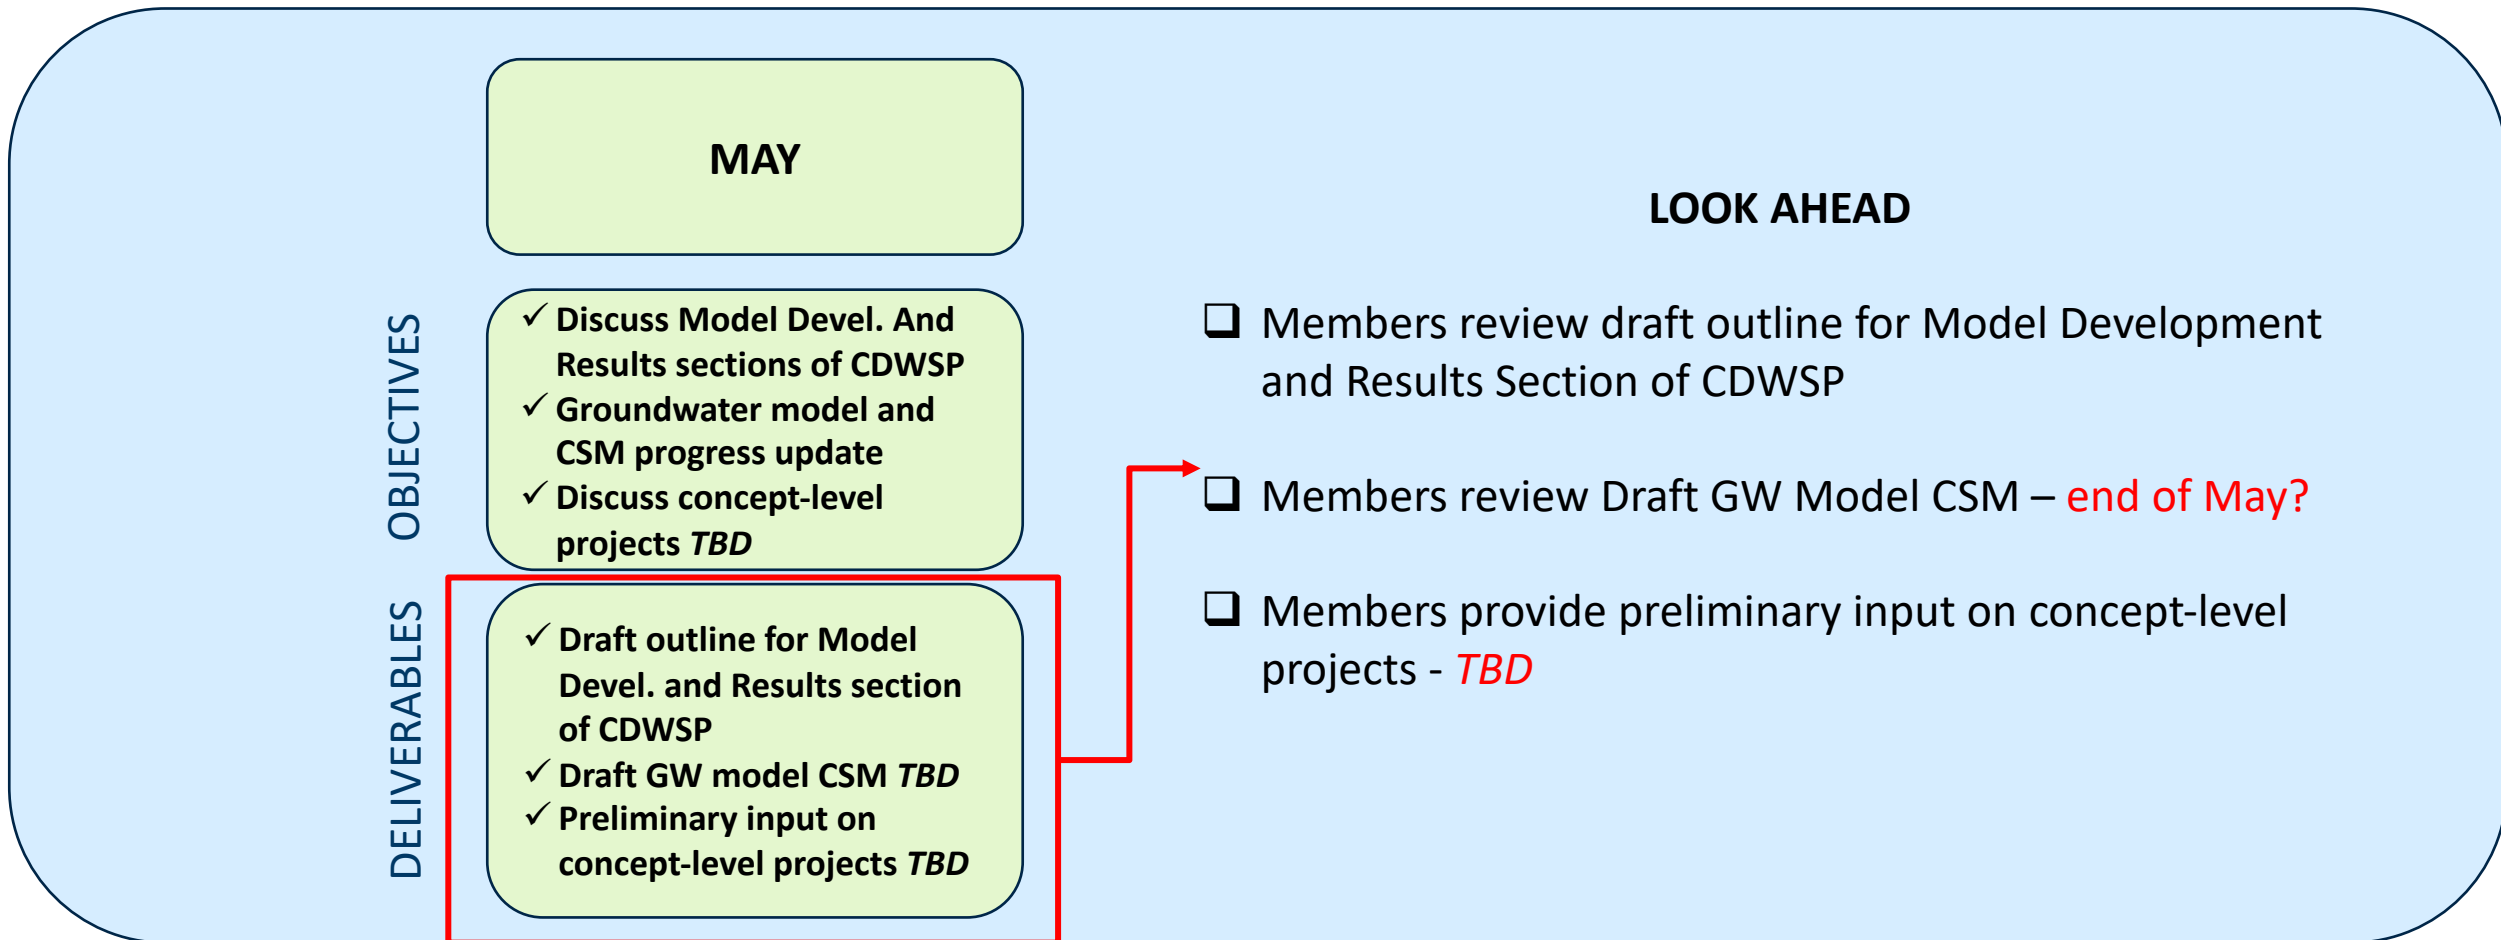 MAY
OBJECTIVES
✓ Discuss Model Devel. And
Results sections of CDWSP
✓ Groundwater model and
CSM progress update
✓ Discuss concept-level
projects TBD
DELIVERABLES
✓ Draft outline for Model
Devel. and Results section
of CDWSP
✓ Draft GW model CSM TBD
✓ Preliminary input on
concept-level projects TBD
LOOK AHEAD
❑ Members review draft outline for Model Development
and Results Section of CDWSP
❑ Members review Draft GW Model CSM – end of May?
❑ Members provide preliminary input on concept-level
projects - TBD